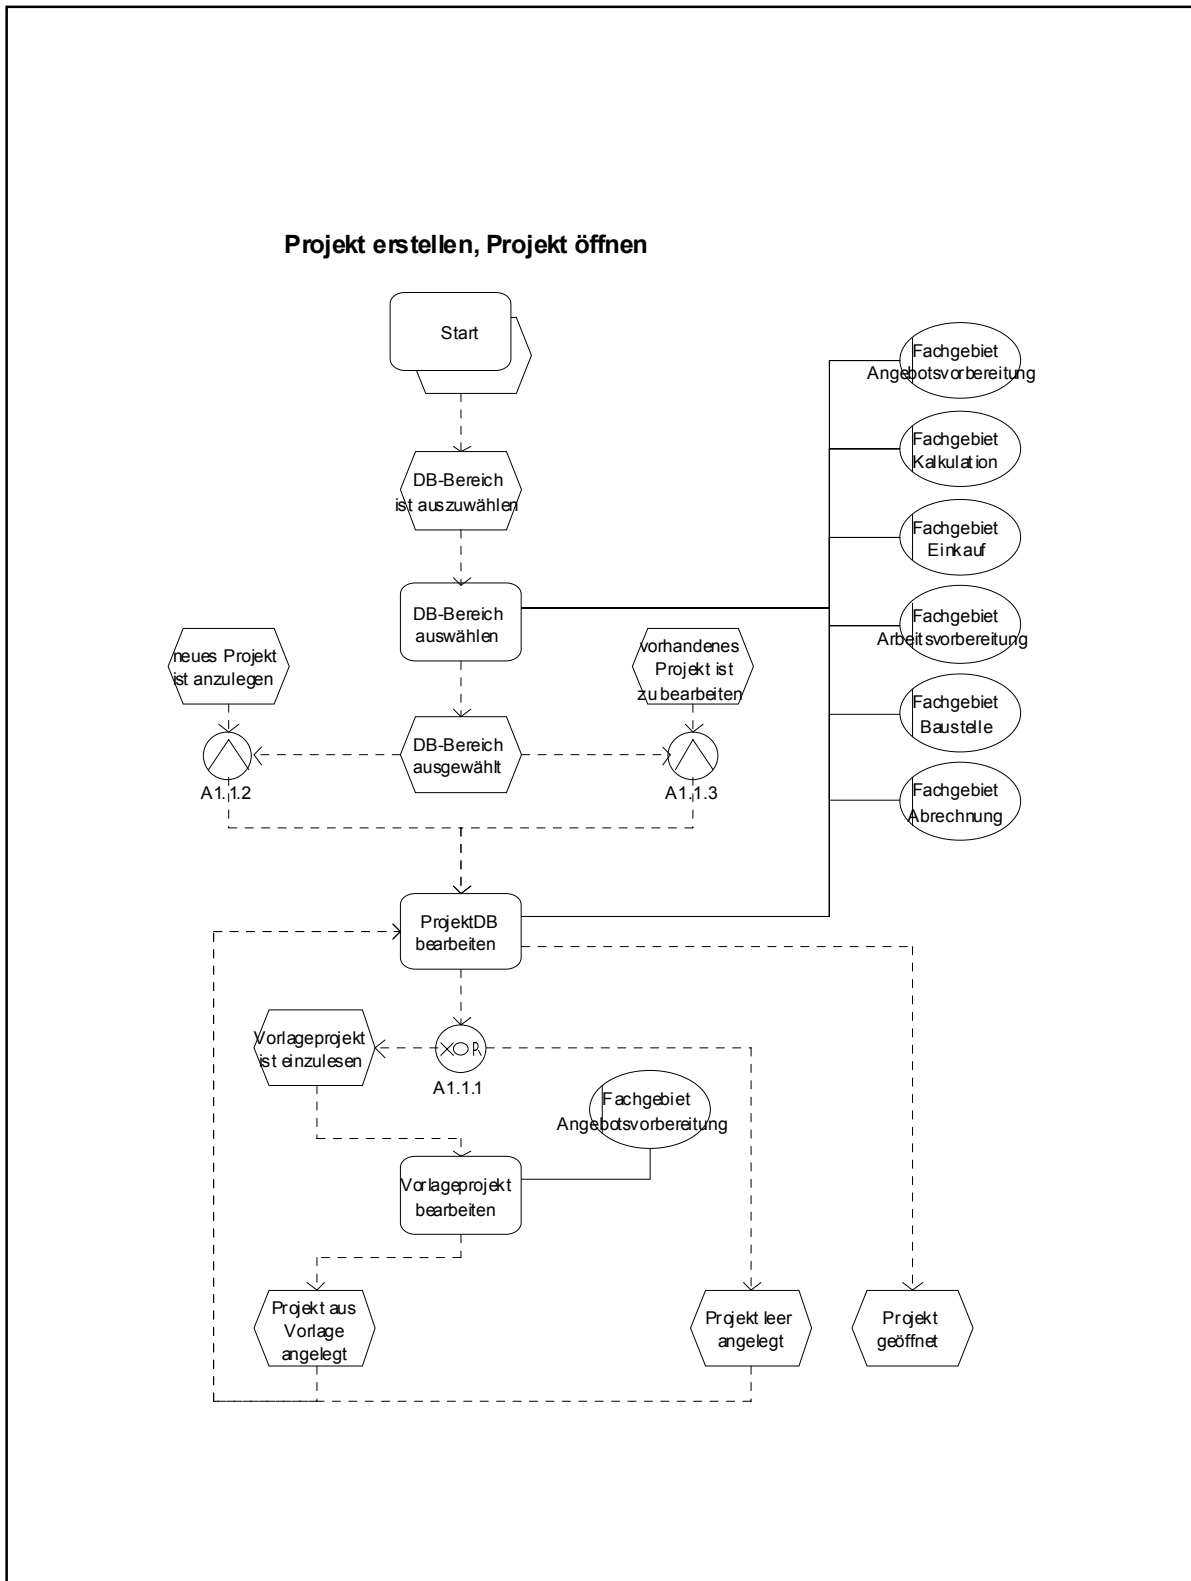 Projekt erstellen, Projekt öffnen
Start
Fachgebiet
Angebotsvorbereitung
DB-Bereich
ist auszuwählen
Fachgebiet
Kalkulation
Fachgebiet
Einkauf
DB-Bereich
auswählen
Fachgebiet
Arbeitsvorbereitung
neues Projekt
ist anzulegen
vorhandenes
Projekt ist
zu bearbeiten
Fachgebiet
Baustelle
DB-Bereich
ausgewählt
A1.1.2
A1.1.3
Fachgebiet
Abrechnung
ProjektDB
bearbeiten
Vorlageprojekt
ist einzulesen
XOR
A1.1.1
Fachgebiet
Angebotsvorbereitung
Vorlageprojekt
bearbeiten
Projekt aus
Vorlage
angelegt
Projekt leer
angelegt
Projekt
geöffnet